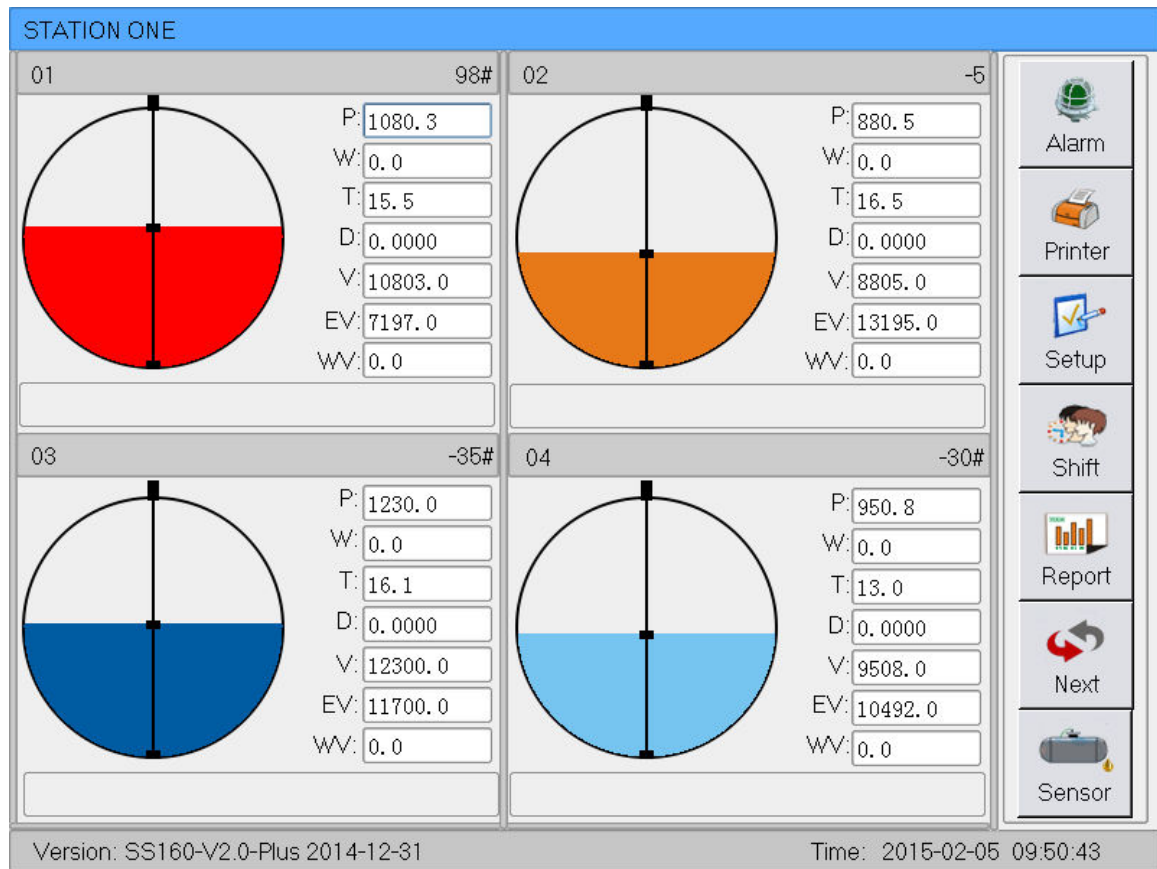 STATION ONE
01 98#
P: 1080.3
W: 0.0
T: 15.5
D: 0.0000
V: 10803.0
EV: 7197.0
WV: 0.0
02 -5
P: 880.5
W: 0.0
T: 16.5
D: 0.0000
V: 8805.0
EV: 13195.0
WV: 0.0
03 -35#
P: 1230.0
W: 0.0
T: 16.1
D: 0.0000
V: 12300.0
EV: 11700.0
WV: 0.0
04 -30#
P: 950.8
W: 0.0
T: 13.0
D: 0.0000
V: 9508.0
EV: 10492.0
WV: 0.0
Alarm
Printer
Setup
Shift
Report
Next
Sensor
Version: SS160-V2.0-Plus 2014-12-31
Time: 2015-02-05 09:50:43